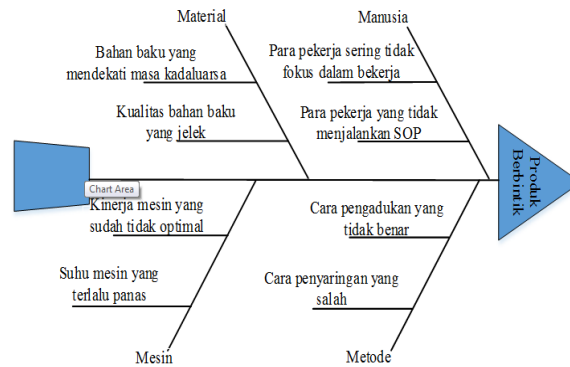 Material
Manusia
Bahan baku yang
mendekati masa kadaluarsa
Para pekerja sering tidak
fokus dalam bekerja
Kualitas bahan baku
yang jelek
Para pekerja yang tidak
menjalankan SOP
Produk
Berbintik
Chart Area
Kinerja mesin yang
sudah tidak optimal
Cara pengadukan yang
tidak benar
Suhu mesin yang
terlalu panas
Cara penyaringan yang
salah
Mesin
Metode